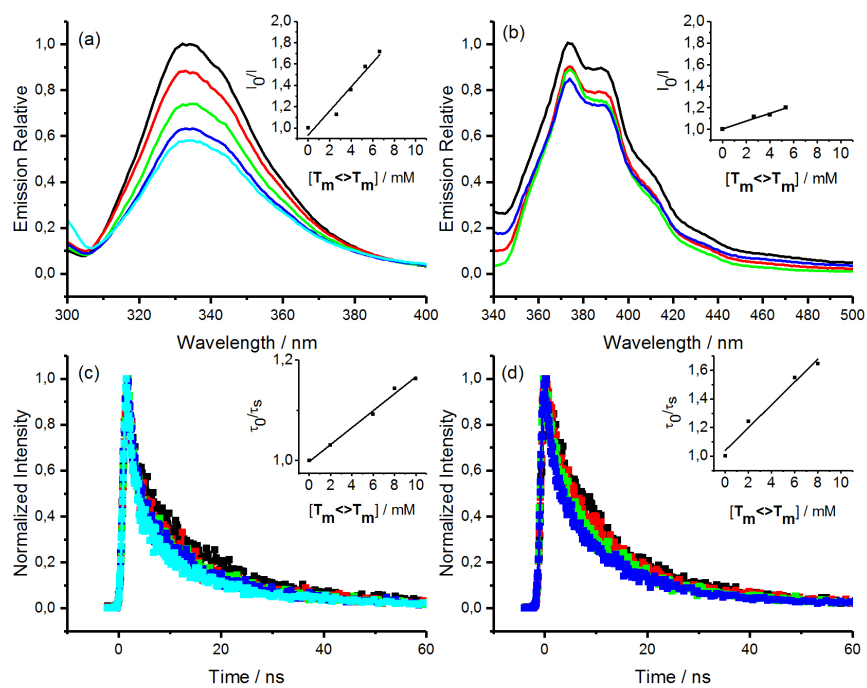 (a)
Emission Relative
1,0
0,8
0,6
0,4
0,2
0,0
300 320 340 360 380 400
Wavelength / nm
I0/I
2,0
1,8
1,6
1,4
1,2
1,0
0 2 4 6 8 10
[Tm<>Tm] / mM
(b)
Emission Relative
1,0
0,8
0,6
0,4
0,2
0,0
340 360 380 400 420 440 460 480 500
Wavelength / nm
I0/I
2,0
1,8
1,6
1,4
1,2
1,0
0 2 4 6 8 10
[Tm<>Tm] / mM
(c)
Normalized Intensity
1,0
0,8
0,6
0,4
0,2
0,0
0 20 40 60
Time / ns
τ0/τs
1,2
1,0
0 2 4 6 8 10
[Tm<>Tm] / mM
(d)
Normalized Intensity
1,0
0,8
0,6
0,4
0,2
0,0
0 20 40 60
Time / ns
τ0/τs
1,6
1,4
1,2
1,0
0 2 4 6 8 10
[Tm<>Tm] / mM